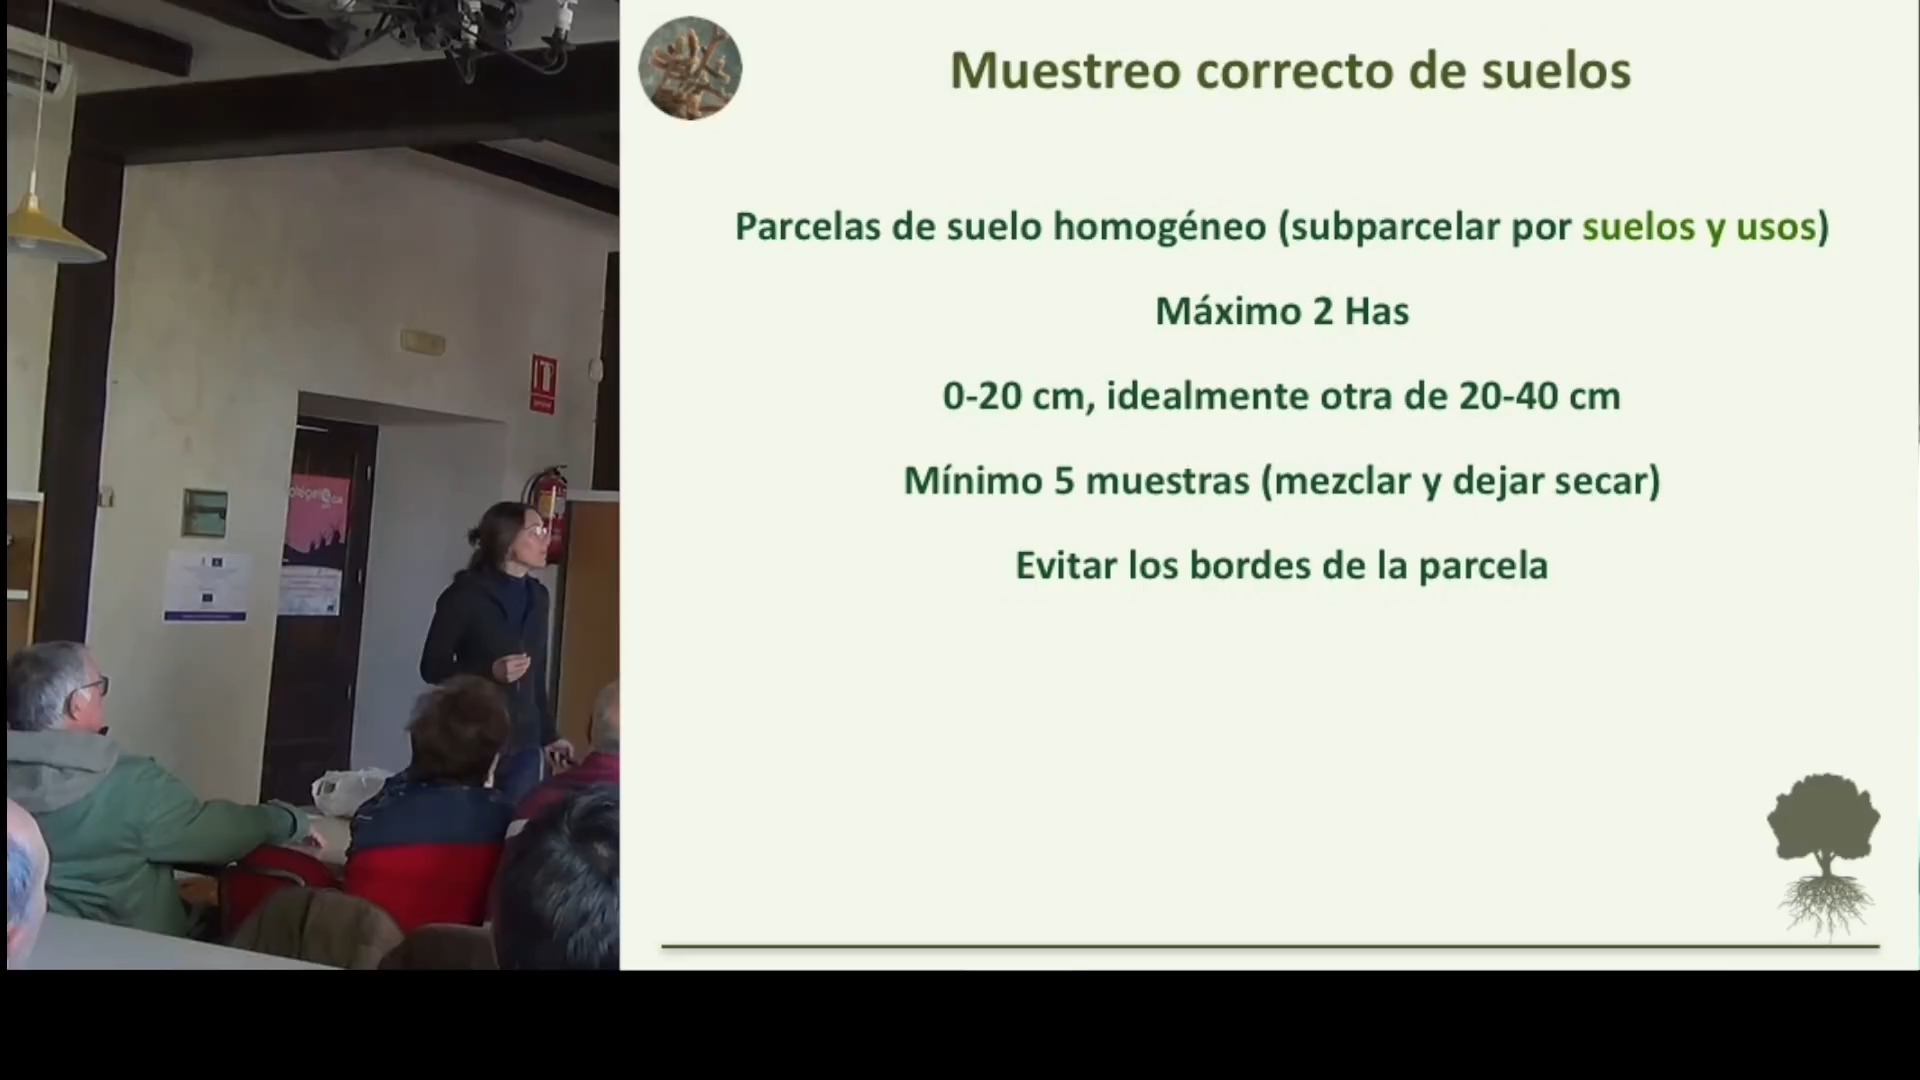 Muestreo correcto de suelos
Parcelas de suelo homogéneo (subparcelar por suelos y usos)
Máximo 2 Has
0-20 cm, idealmente otra de 20-40 cm
Mínimo 5 muestras (mezclar y dejar secar)
Evitar los bordes de la parcela